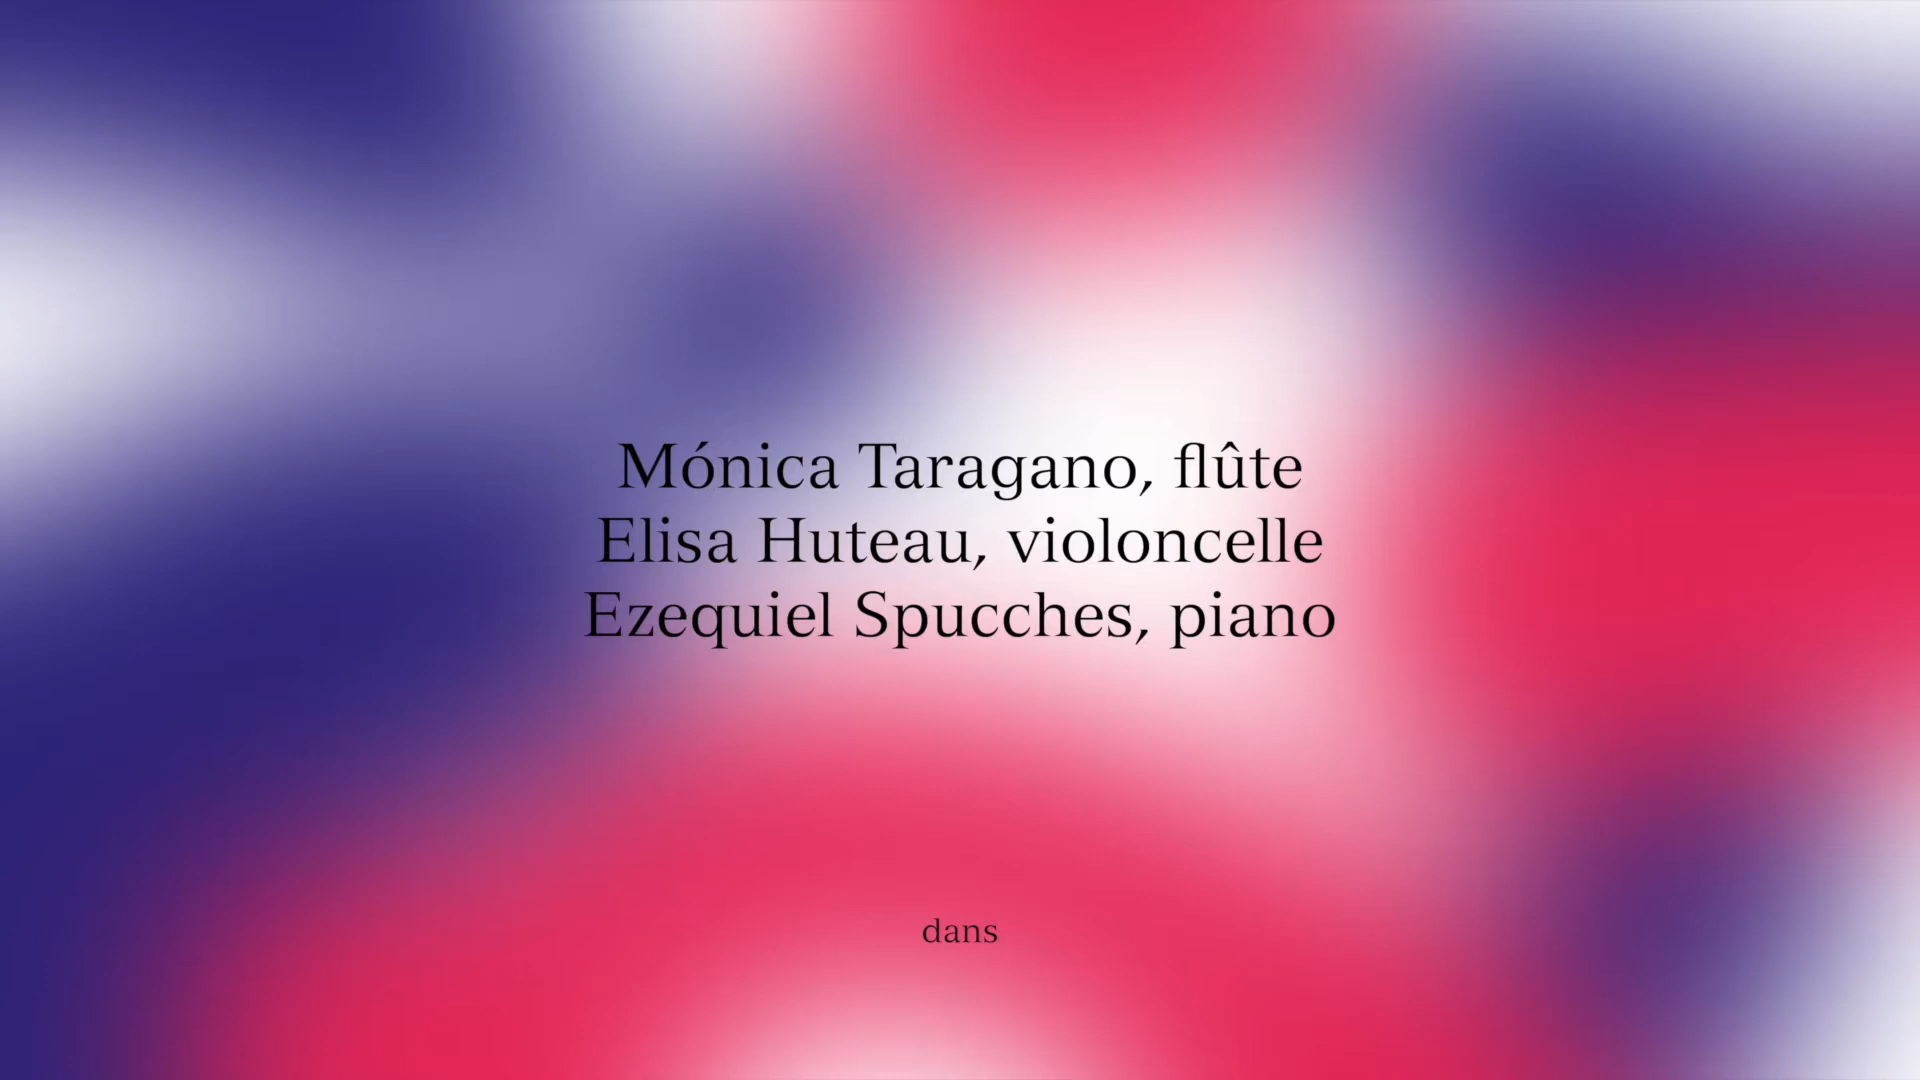 Mónica Taragano, flûte
Elisa Huteau, violoncelle
Ezequiel Spucches, piano
dans